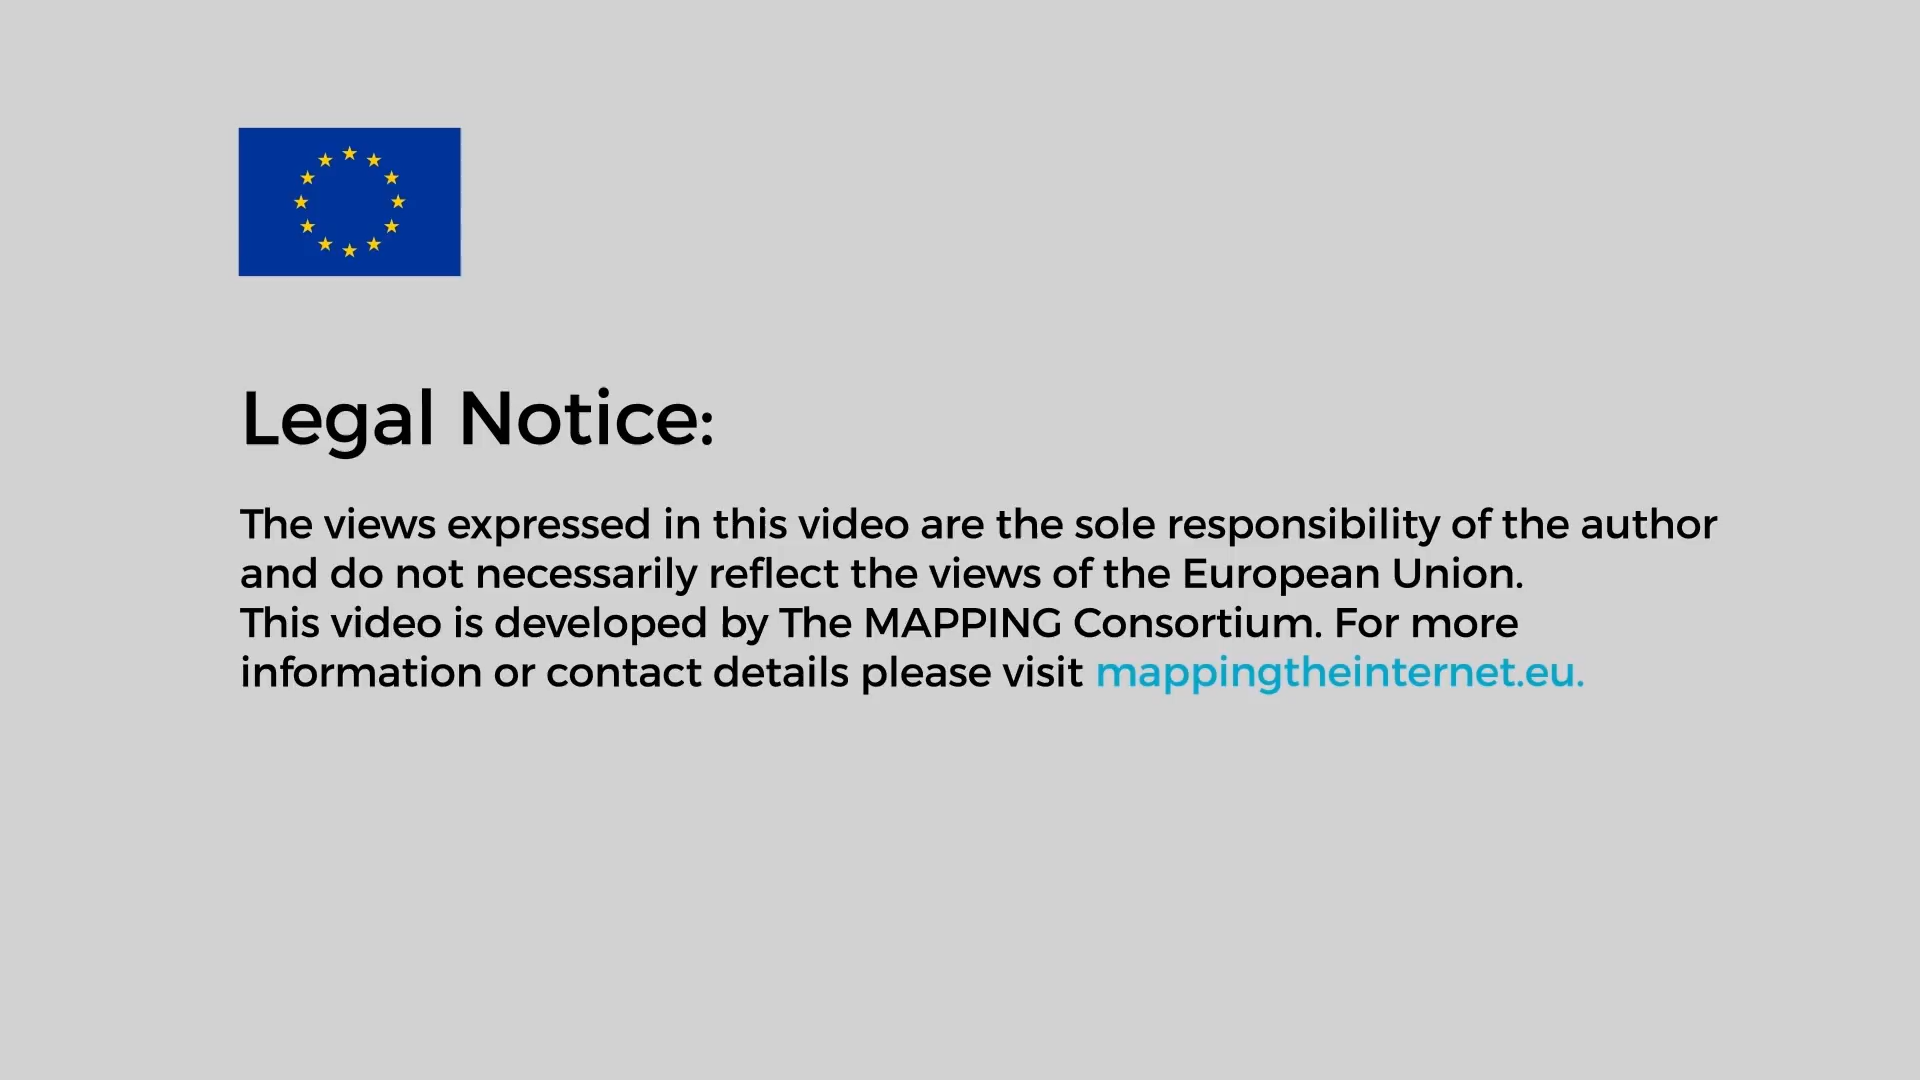 Legal Notice:
The views expressed in this video are the sole responsibility of the author
and do not necessarily reflect the views of the European Union.
This video is developed by The MAPPING Consortium. For more
information or contact details please visit mappingtheinternet.eu.